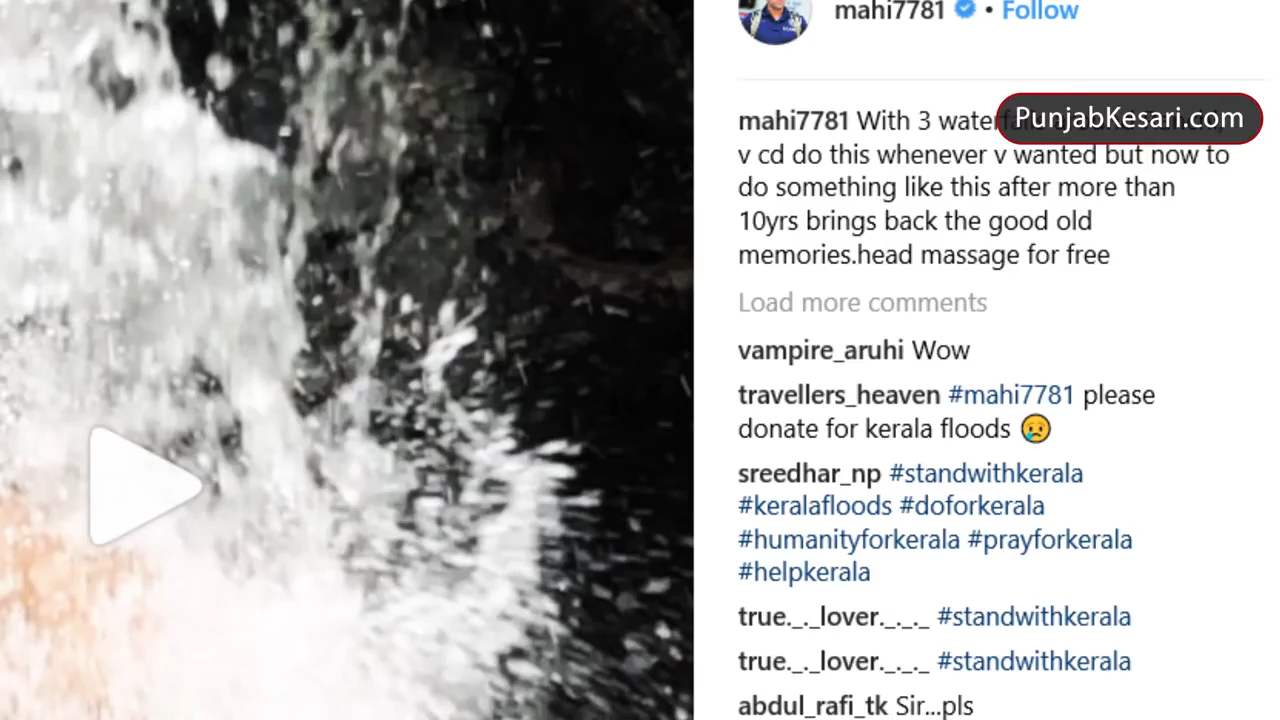 mahi7781 • Follow
PunjabKesari.com
mahi7781 With 3 waterfalls
v cd do this whenever v wanted but now to
do something like this after more than
10yrs brings back the good old
memories.head massage for free
Load more comments
vampire_aruhi Wow
travellers_heaven #mahi7781 please
donate for kerala floods 😢
sreedhar_np #standwithkerala
#keralafloods #doforkerala
#humanityforkerala #prayforkerala
#helpkerala
true._._lover._._._ #standwithkerala
true._._lover._._._ #standwithkerala
abdul_rafi_tk Sir...pls